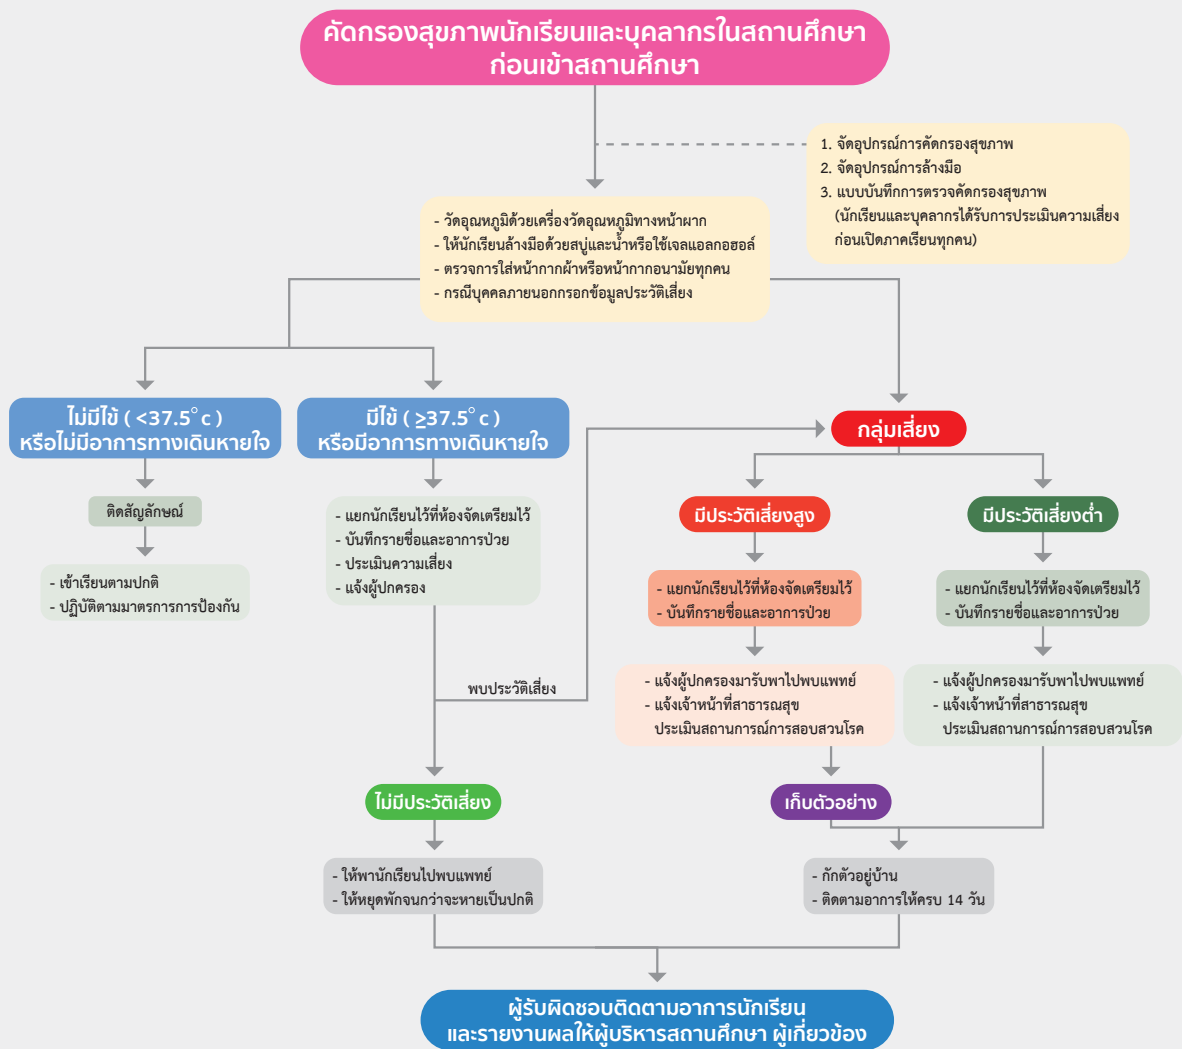 คัดกรองสุขภาพนักเรียนและบุคลากรในสถานศึกษา
ก่อนเข้าสถานศึกษา
1. จัดอุปกรณ์การคัดกรองสุขภาพ
2. จัดอุปกรณ์การล้างมือ
3. แบบบันทึกการตรวจคัดกรองสุขภาพ
(นักเรียนและบุคลากรได้รับการประเมินความเสี่ยง
ก่อนเปิดภาคเรียนทุกคน)
- วัดอุณหภูมิด้วยเครื่องวัดอุณหภูมิทางหน้าผาก
- ให้นักเรียนล้างมือด้วยสบู่และน้ำหรือใช้เจลแอลกอฮอล์
- ตรวจการใส่หน้ากากผ้าหรือหน้ากากอนามัยทุกคน
- กรณีบุคคลภายนอกกรอกข้อมูลประวัติเสี่ยง
ไม่มีไข้ ( <37.5°c )
หรือไม่มีอาการทางเดินหายใจ
มีไข้ ( ≥37.5°c )
หรือมีอาการทางเดินหายใจ
กลุ่มเสี่ยง
ติดสัญลักษณ์
- เข้าเรียนตามปกติ
- ปฏิบัติตามมาตรการการป้องกัน
- แยกนักเรียนไว้ที่ห้องจัดเตรียมไว้
- บันทึกรายชื่อและอาการป่วย
- ประเมินความเสี่ยง
- แจ้งผู้ปกครอง
มีประวัติเสี่ยงสูง
มีประวัติเสี่ยงต่ำ
- แยกนักเรียนไว้ที่ห้องจัดเตรียมไว้
- บันทึกรายชื่อและอาการป่วย
- แยกนักเรียนไว้ที่ห้องจัดเตรียมไว้
- บันทึกรายชื่อและอาการป่วย
พบประวัติเสี่ยง
- แจ้งผู้ปกครองมารับพาไปพบแพทย์
- แจ้งเจ้าหน้าที่สาธารณสุข
ประเมินสถานการณ์การสอบสวนโรค
- แจ้งผู้ปกครองมารับพาไปพบแพทย์
- แจ้งเจ้าหน้าที่สาธารณสุข
ประเมินสถานการณ์การสอบสวนโรค
ไม่มีประวัติเสี่ยง
เก็บตัวอย่าง
- ให้พานักเรียนไปพบแพทย์
- ให้หยุดพักจนกว่าจะหายเป็นปกติ
- กักตัวอยู่บ้าน
- ติดตามอาการให้ครบ 14 วัน
ผู้รับผิดชอบติดตามอาการนักเรียน
และรายงานผลให้ผู้บริหารสถานศึกษา ผู้เกี่ยวข้อง